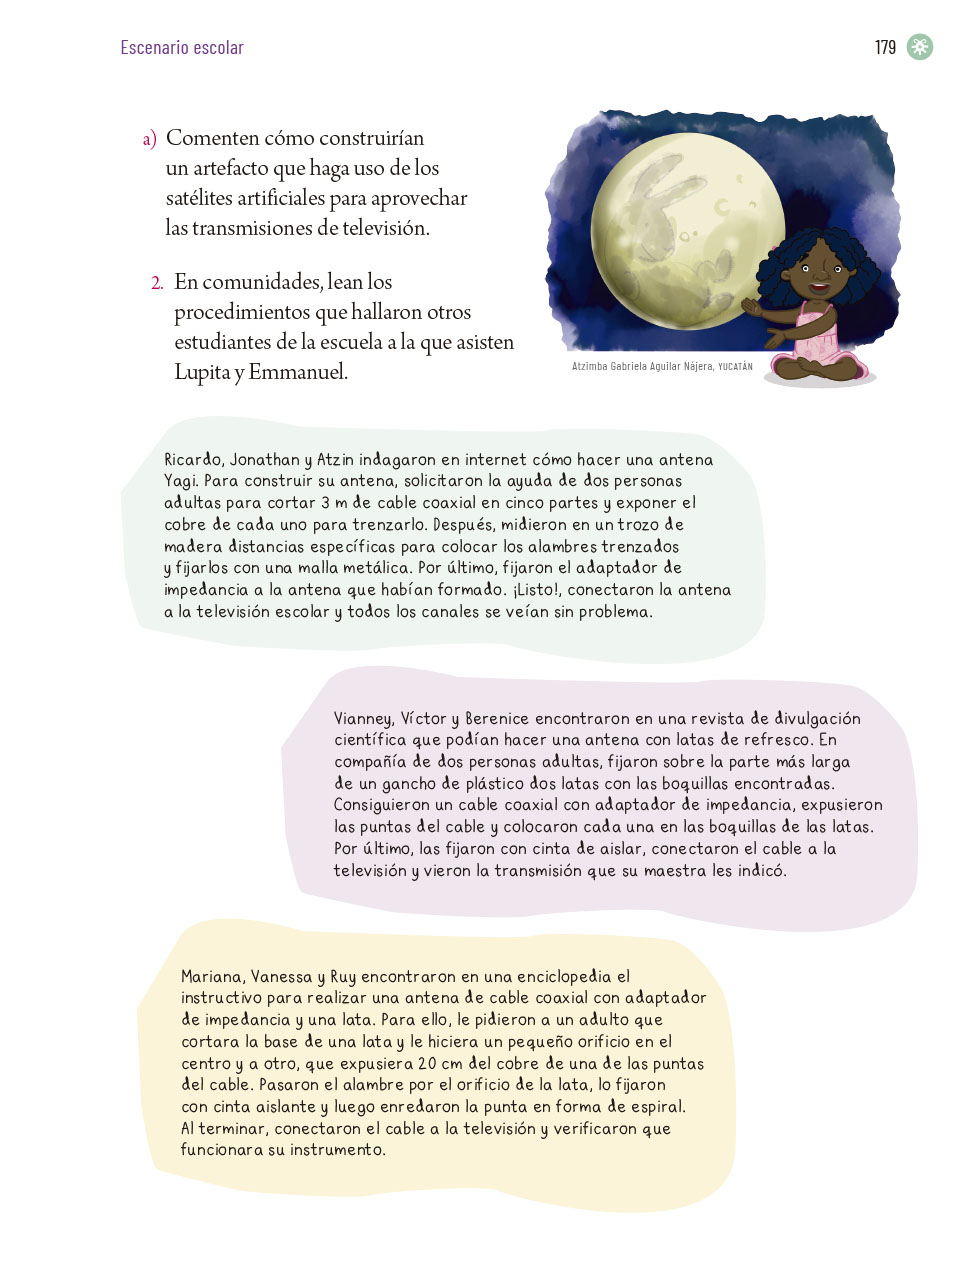 Escenario escolar
179
a) Comenten cómo construirían
un artefacto que haga uso de los
satélites artificiales para aprovechar
las transmisiones de televisión.
2. En comunidades, lean los
procedimientos que hallaron otros
estudiantes de la escuela a la que asisten
Lupita y Emmanuel.
Atzimba Gabriela Aguilar Nájera, YUCATÁN
Ricardo, Jonathan y Atzin indagaron en internet cómo hacer una antena
Yagi. Para construir su antena, solicitaron la ayuda de dos personas
adultas para cortar 3 m de cable coaxial en cinco partes y exponer el
cobre de cada uno para trenzarlo. Después, midieron en un trozo de
madera distancias específicas para colocar los alambres trenzados
y fijarlos con una malla metálica. Por último, fijaron el adaptador de
impedancia a la antena que habían formado. ¡Listo!, conectaron la antena
a la televisión escolar y todos los canales se veían sin problema.
Vianney, Víctor y Berenice encontraron en una revista de divulgación
científica que podían hacer una antena con latas de refresco. En
compañía de dos personas adultas, fijaron sobre la parte más larga
de un gancho de plástico dos latas con las boquillas encontradas.
Consiguieron un cable coaxial con adaptador de impedancia, expusieron
las puntas del cable y colocaron cada una en las boquillas de las latas.
Por último, las fijaron con cinta de aislar, conectaron el cable a la
televisión y vieron la transmisión que su maestra les indicó.
Mariana, Vanessa y Ruy encontraron en una enciclopedia el
instructivo para realizar una antena de cable coaxial con adaptador
de impedancia y una lata. Para ello, le pidieron a un adulto que
cortara la base de una lata y le hiciera un pequeño orificio en el
centro y a otro, que expusiera 20 cm del cobre de una de las puntas
del cable. Pasaron el alambre por el orificio de la lata, lo fijaron
con cinta aislante y luego enredaron la punta en forma de espiral.
Al terminar, conectaron el cable a la televisión y verificaron que
funcionara su instrumento.